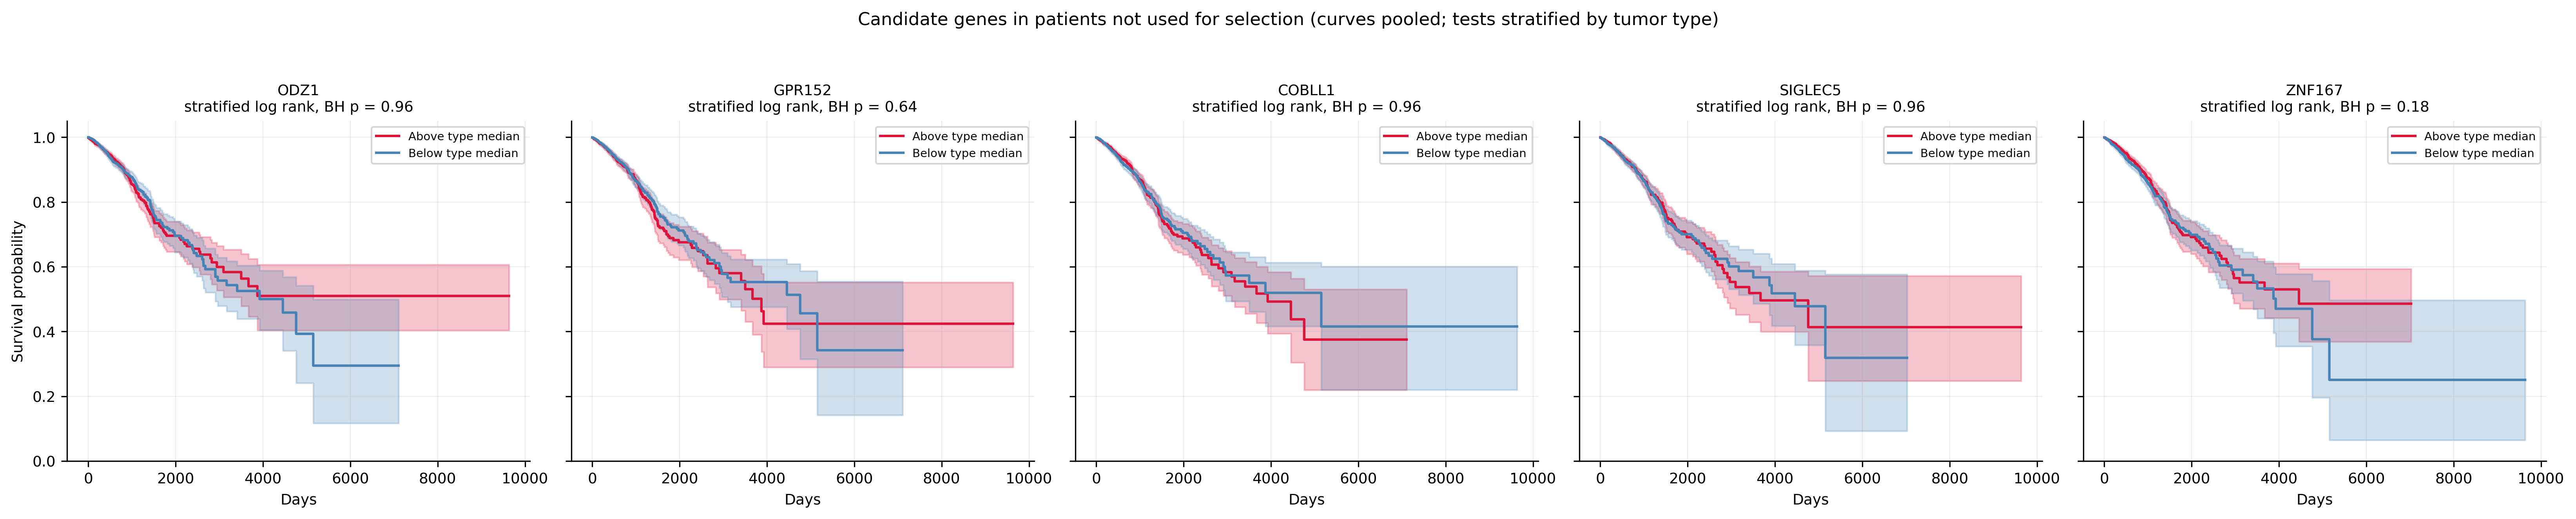 Candidate genes in patients not used for selection (curves pooled; tests stratified by tumor type)
ODZ1
stratified log rank, BH p = 0.96
Above type median
Below type median
1.0
0.8
0.6
0.4
0.2
0.0
Survival probability
0 2000 4000 6000 8000 10000
Days
GPR152
stratified log rank, BH p = 0.64
Above type median
Below type median
0 2000 4000 6000 8000 10000
Days
COBLL1
stratified log rank, BH p = 0.96
Above type median
Below type median
0 2000 4000 6000 8000 10000
Days
SIGLEC5
stratified log rank, BH p = 0.96
Above type median
Below type median
0 2000 4000 6000 8000 10000
Days
ZNF167
stratified log rank, BH p = 0.18
Above type median
Below type median
0 2000 4000 6000 8000 10000
Days